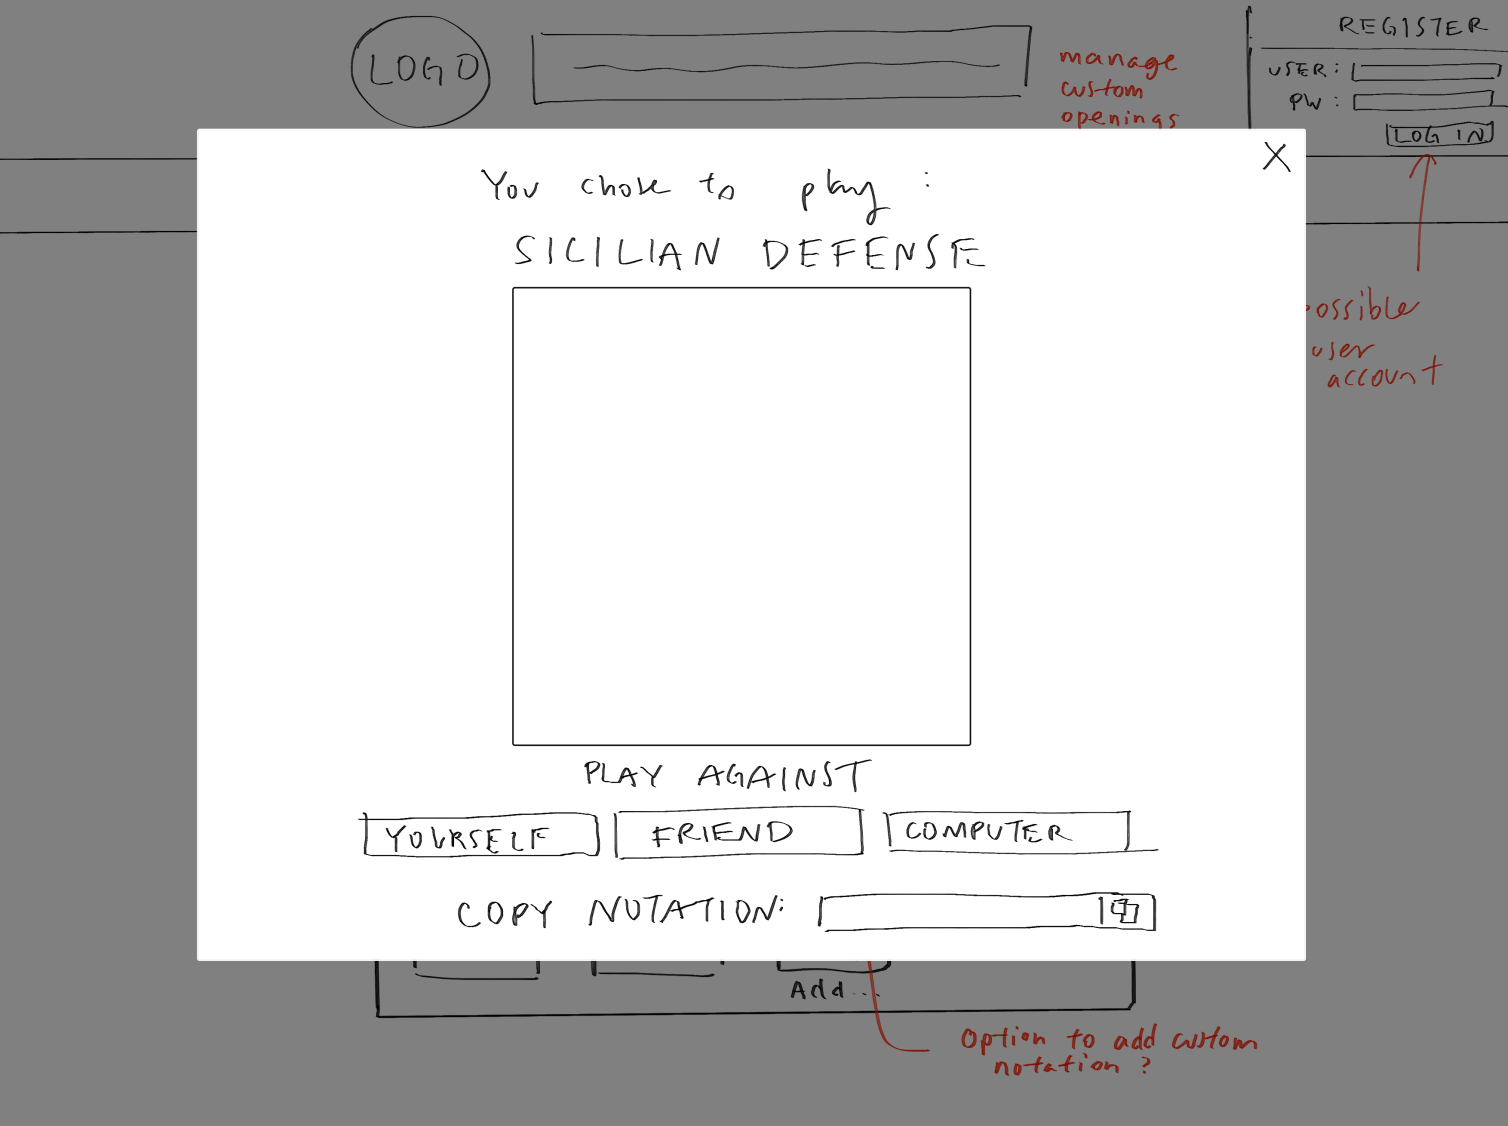 LOGO
manage
custom
openings
REGISTER
USER:
PW:
LOG IN
X
You chose to play:
SICILIAN DEFENSE
possible
user
account
PLAY AGAINST
YOURSELF FRIEND COMPUTER
COPY NOTATION:
Add...
Option to add custom
notation?